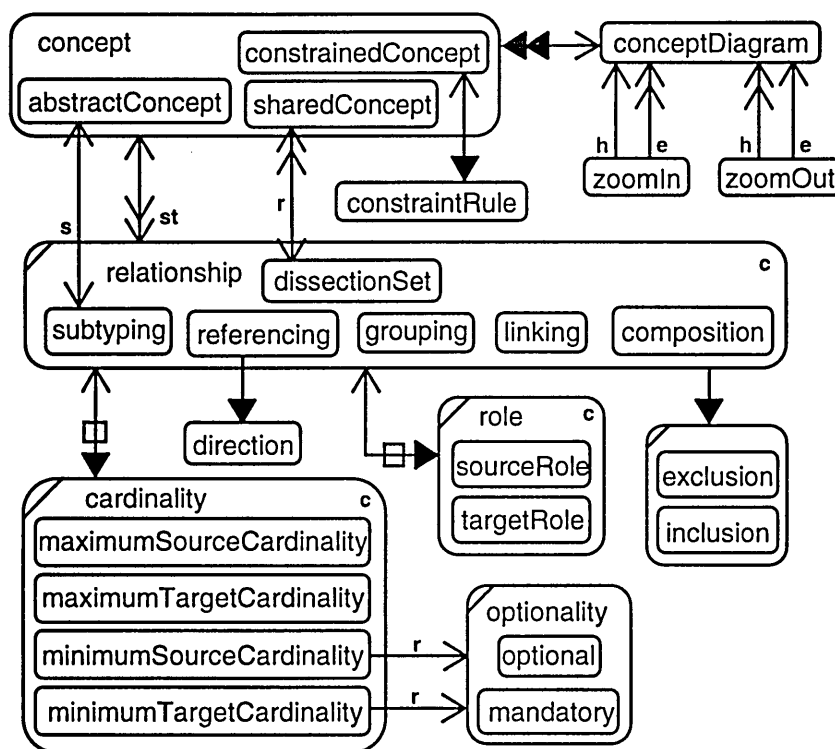 concept
constrainedConcept
conceptDiagram
abstractConcept
sharedConcept
h
e
h
e
zoomIn
zoomOut
constraintRule
s
st
r
relationship
c
dissectionSet
subtyping
referencing
grouping
linking
composition
role
c
direction
sourceRole
exclusion
cardinality
c
targetRole
inclusion
maximumSourceCardinality
maximumTargetCardinality
optionality
minimumSourceCardinality
r
optional
minimumTargetCardinality
r
mandatory